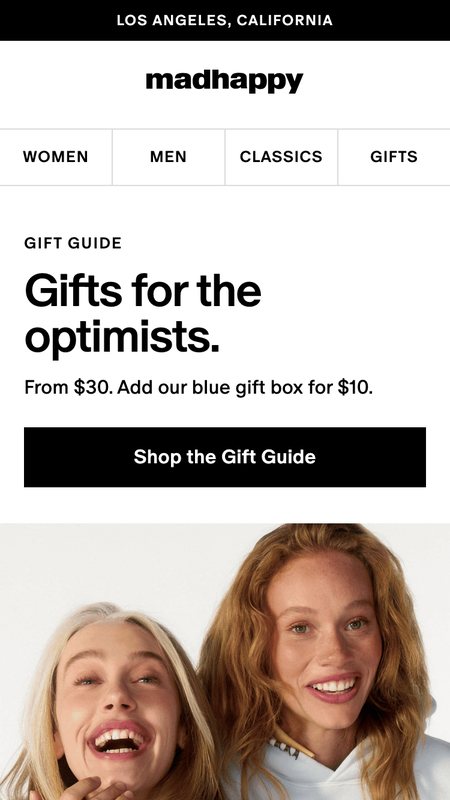 LOS ANGELES, CALIFORNIA
madhappy
WOMEN MEN CLASSICS GIFTS
GIFT GUIDE
Gifts for the
optimists.
From $30. Add our blue gift box for $10.
Shop the Gift Guide